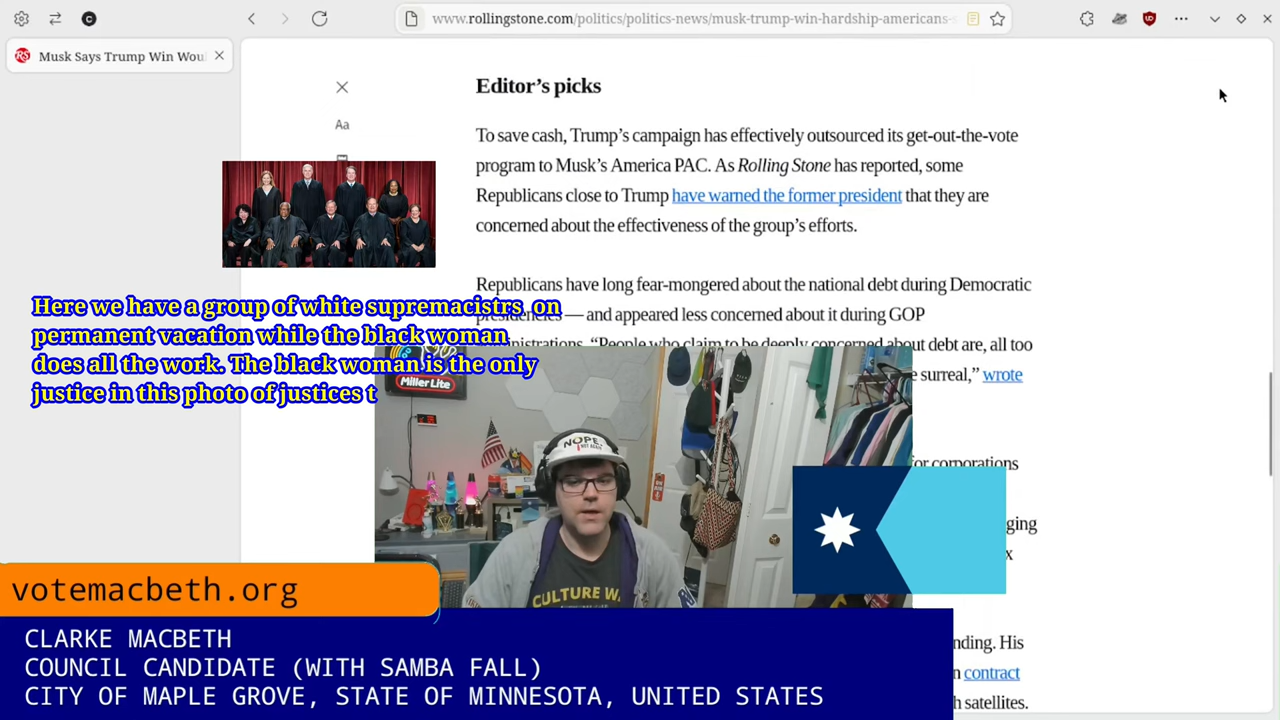 www.rollingstone.com/politics/politics-news/musk-trump-win-hardship-americans-s
Musk Says Trump Win Wou
Editor's picks
Aa
To save cash, Trump's campaign has effectively outsourced its get-out-the-vote
program to Musk's America PAC. As Rolling Stone has reported, some
Republicans close to Trump have warned the former president that they are
concerned about the effectiveness of the group's efforts.
Republicans have long fear-mongered about the national debt during Democratic
presidencies — and appeared less concerned about it during GOP
administrations. "People who claim to be deeply concerned about debt are, all too
e surreal," wrote
for corporations
ging
x
nding. His
n contract
h satellites.
Here we have a group of white supremacistrs on
permanent vacation while the black woman
does all the work. The black woman is the only
justice in this photo of justices t
Miller Lite
NOPE
NOT AGAIN
CULTURE WA
votemacbeth.org
CLARKE MACBETH
COUNCIL CANDIDATE (WITH SAMBA FALL)
CITY OF MAPLE GROVE, STATE OF MINNESOTA, UNITED STATES